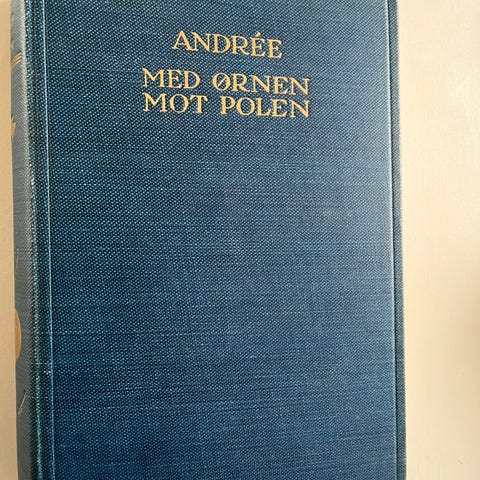 ANDRÉE
MED ØRNEN
MOT POLEN